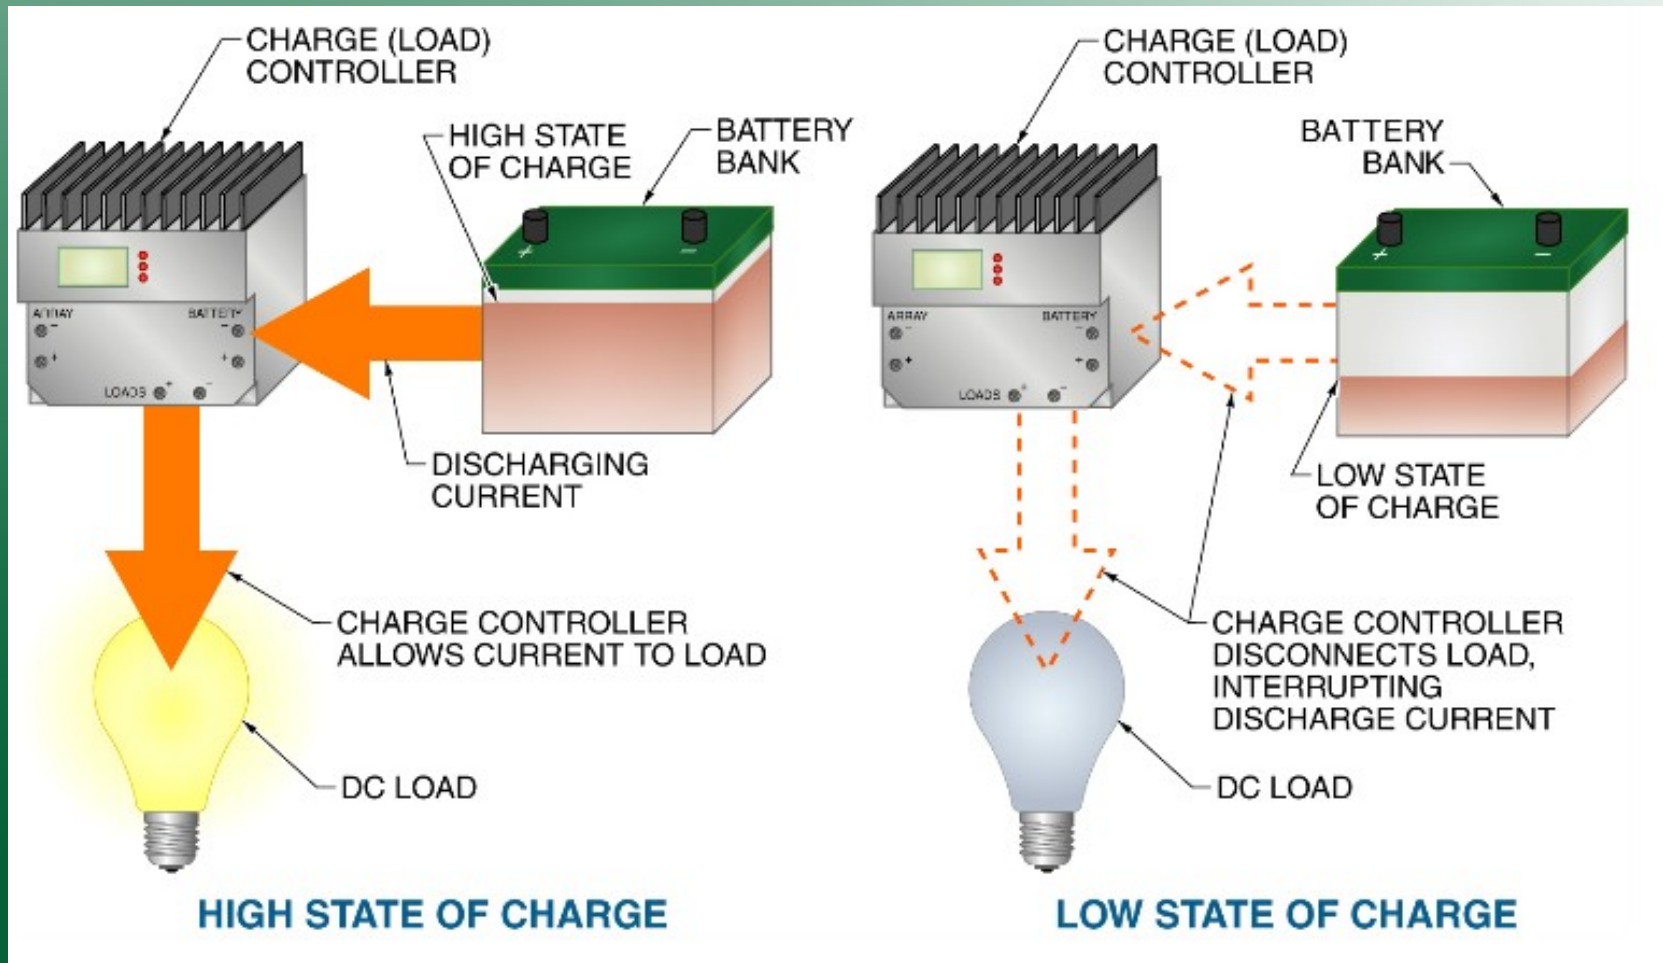 CHARGE (LOAD)
CONTROLLER
HIGH STATE
OF CHARGE
BATTERY
BANK
ARRAY
BATTERY
-
-
+
+
LOADS + -
+ -
DISCHARGING
CURRENT
CHARGE CONTROLLER
ALLOWS CURRENT TO LOAD
DC LOAD
HIGH STATE OF CHARGE
CHARGE (LOAD)
CONTROLLER
BATTERY
BANK
ARRAY
BATTERY
-
-
+
+
LOADS + -
+ -
LOW STATE
OF CHARGE
CHARGE CONTROLLER
DISCONNECTS LOAD,
INTERRUPTING
DISCHARGE CURRENT
DC LOAD
LOW STATE OF CHARGE